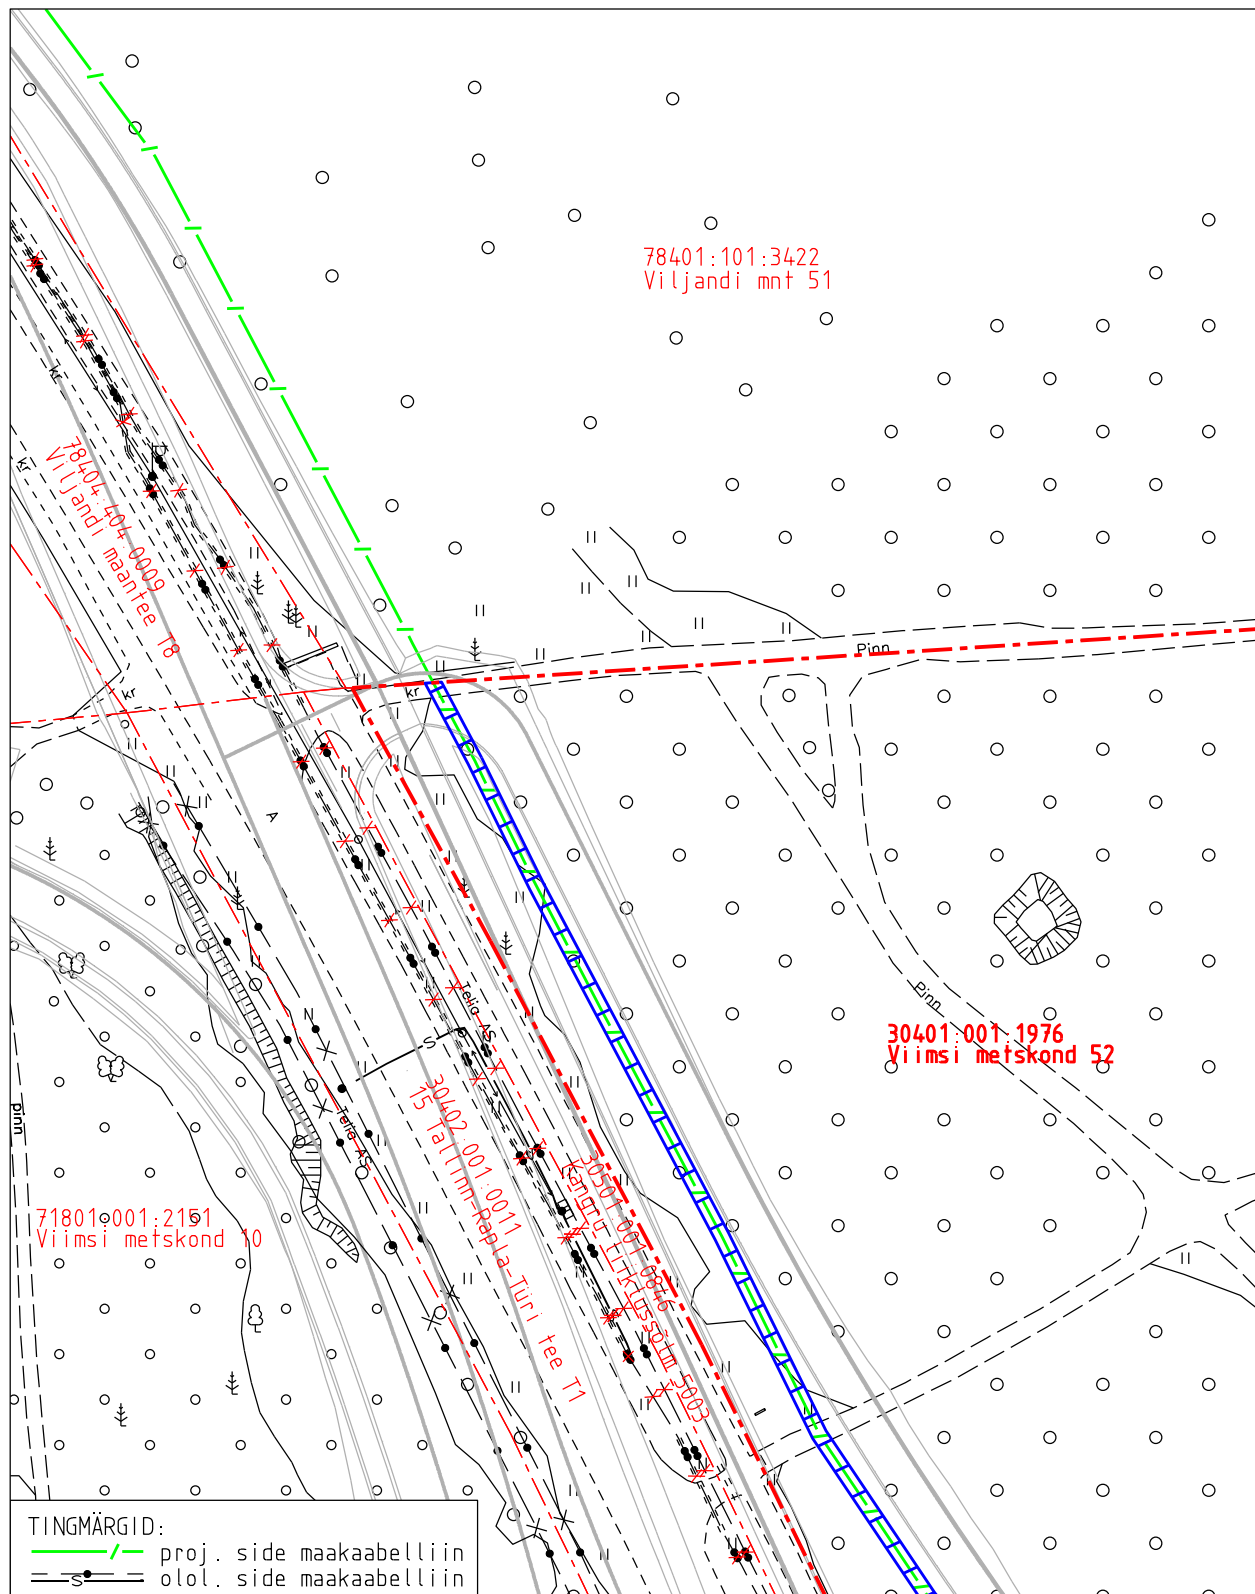 78401:101:3422
Viljandi mnt 51
kr
kr
78404:404:0009
Viljandi maantee T8
Pinn
kr
kr
A
Pinn
Telia AS
30401:001:1976
Viimsi metskond 52
S
30402:001:0011
15 Tallinn-Rapla-Türi tee T1
Telia AS
pinn
30501:001:0846
Kangru liiklussõlm 5003
71801:001:2151
Viimsi metskond 10
TINGMÄRGID:
proj. side maakaabelliin
S
olol. side maakaabelliin